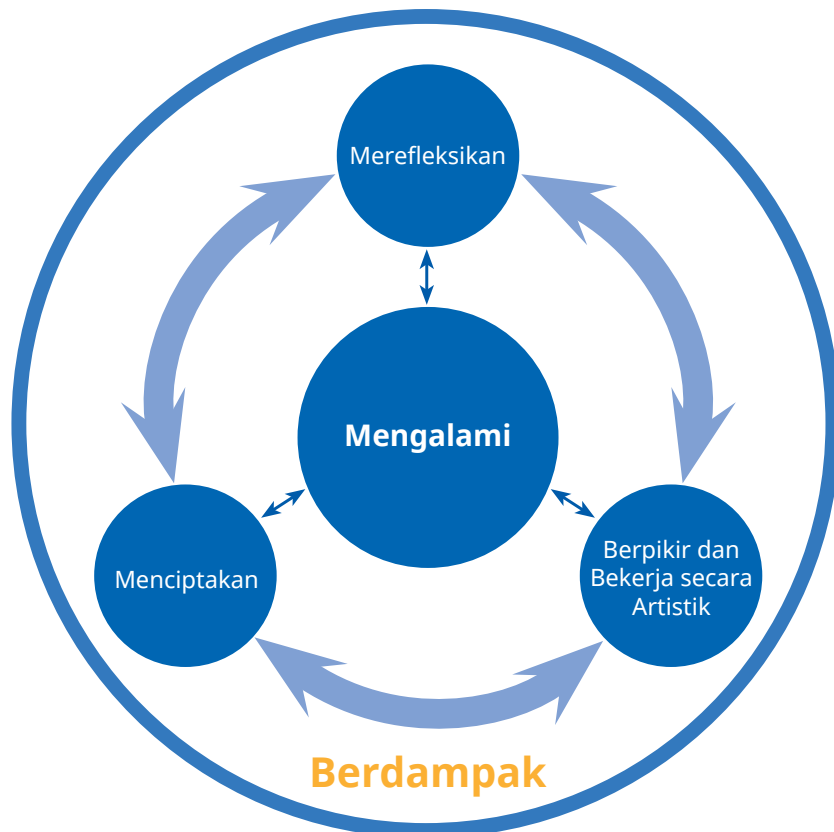 Merefleksikan
Mengalami
Menciptakan
Berpikir dan
Bekerja secara
Artistik
Berdampak